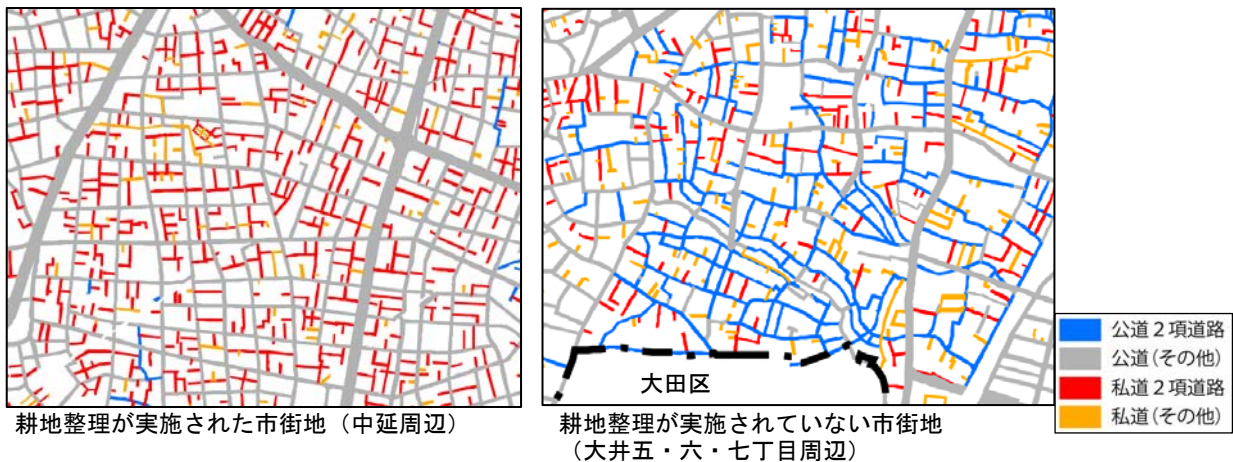 大田区
公道2項道路
公道(その他)
私道2項道路
私道(その他)
耕地整理が実施された市街地(中延周辺)
耕地整理が実施されていない市街地
(大井五・六・七丁目周辺)